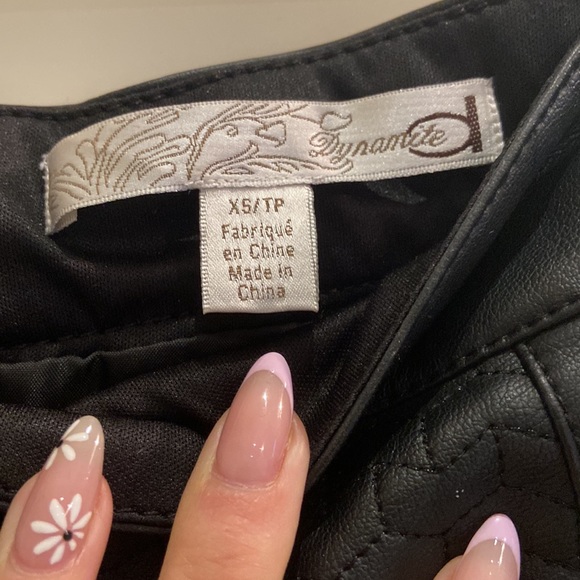 Dynamite
XS/TP
Fabriqué
en Chine
Made in
China